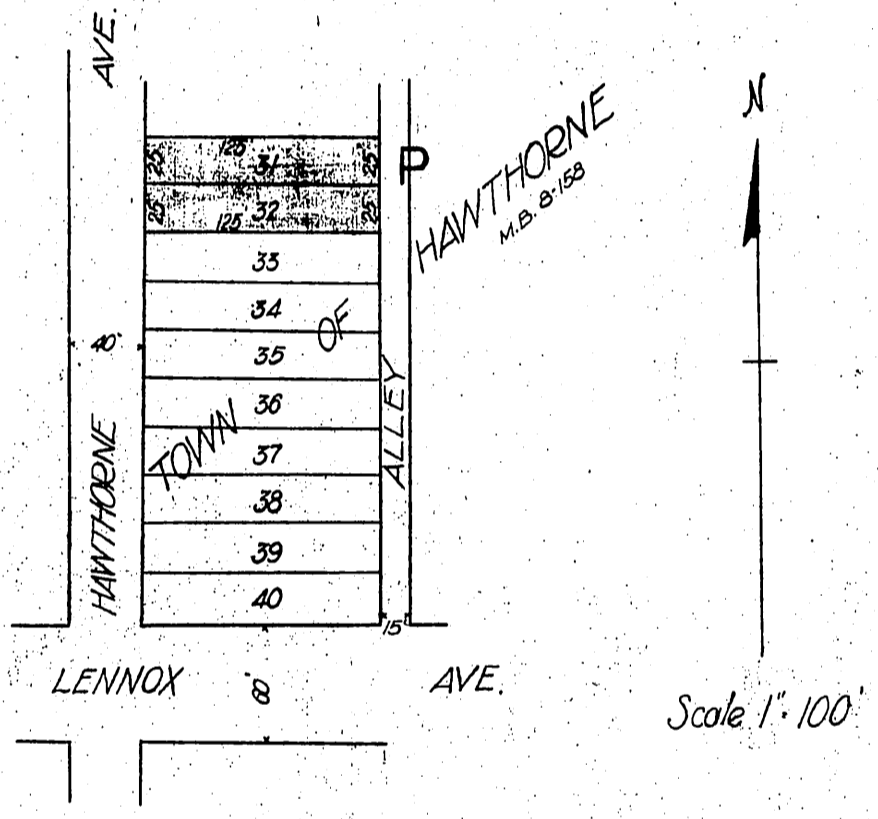 AVE.
N
HAWTHORNE
M.B. 8-158
P
125
25 31 25
25 32 25
125
33
34
OF
40'
35
36
ALLEY
TOWN
37
HAWTHORNE
38
39
40
15'
LENNOX AVE.
60'
Scale 1"=100'